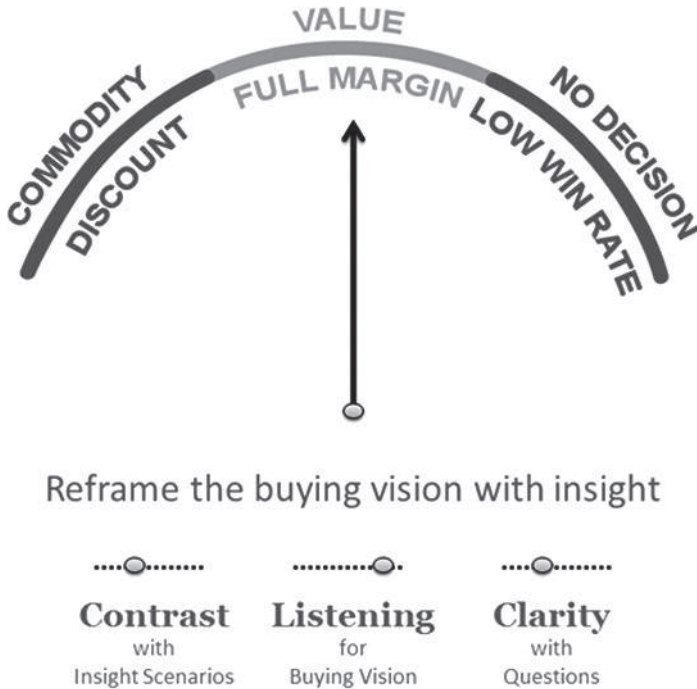 VALUE
FULL MARGIN
COMMODITY
DISCOUNT
NO DECISION
LOW WIN RATE
Reframe the buying vision with insight
Contrast
with
Insight Scenarios
Listening
for
Buying Vision
Clarity
with
Questions